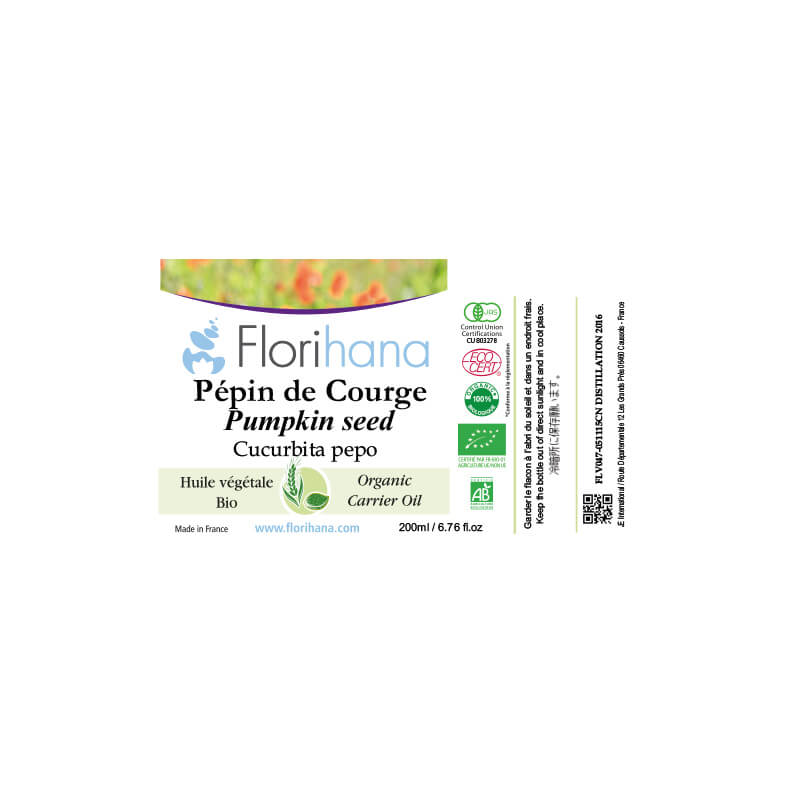 Florihana
Pépin de Courge
Pumpkin seed
Cucurbita pepo
Huile végétale
Bio
Organic
Carrier Oil
Made in France
www.florihana.com
200ml / 6.76 fl.oz
JAS
Control Union
Certifications
CU 803278
ECO
CERT
ORGANIC
100%
BIOLOGIQUE
CERTIFIÉ PAR FR-BIO-01
AGRICULTURE UE/NON UE
AB
AGRICULTURE
BIOLOGIQUE
*Conforme à la réglementation
Garder le flacon à l'abri du soleil et dans un endroit frais.
Keep the bottle out of direct sunlight and in cool place.
冷暗所に保存願います。
FLV047-051115CN DISTILLATION 2016
JE International / Route Départementale 12 Les Grands Prés 06460 Caussols - France